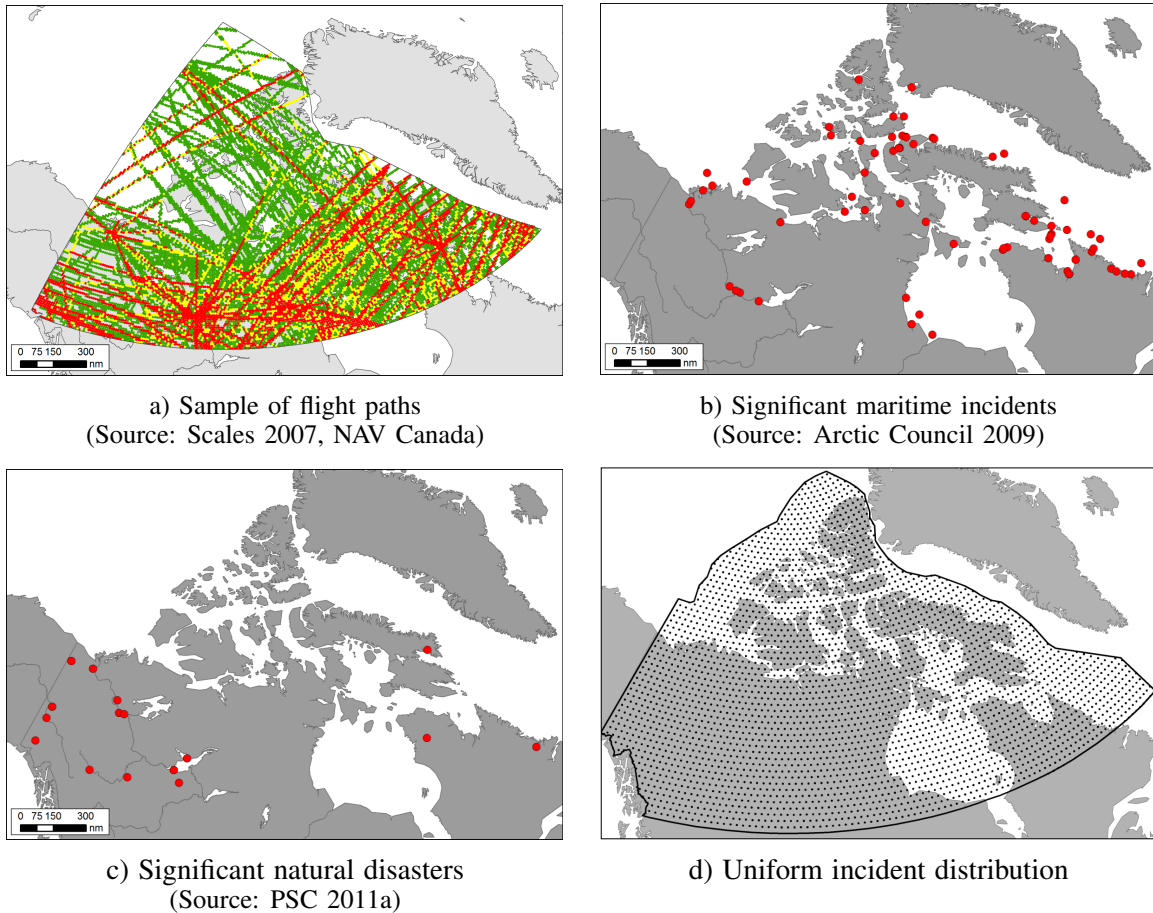 0 75 150 300
nm
a) Sample of flight paths
(Source: Scales 2007, NAV Canada)
0 75 150 300
nm
b) Significant maritime incidents
(Source: Arctic Council 2009)
0 75 150 300
nm
c) Significant natural disasters
(Source: PSC 2011a)
d) Uniform incident distribution